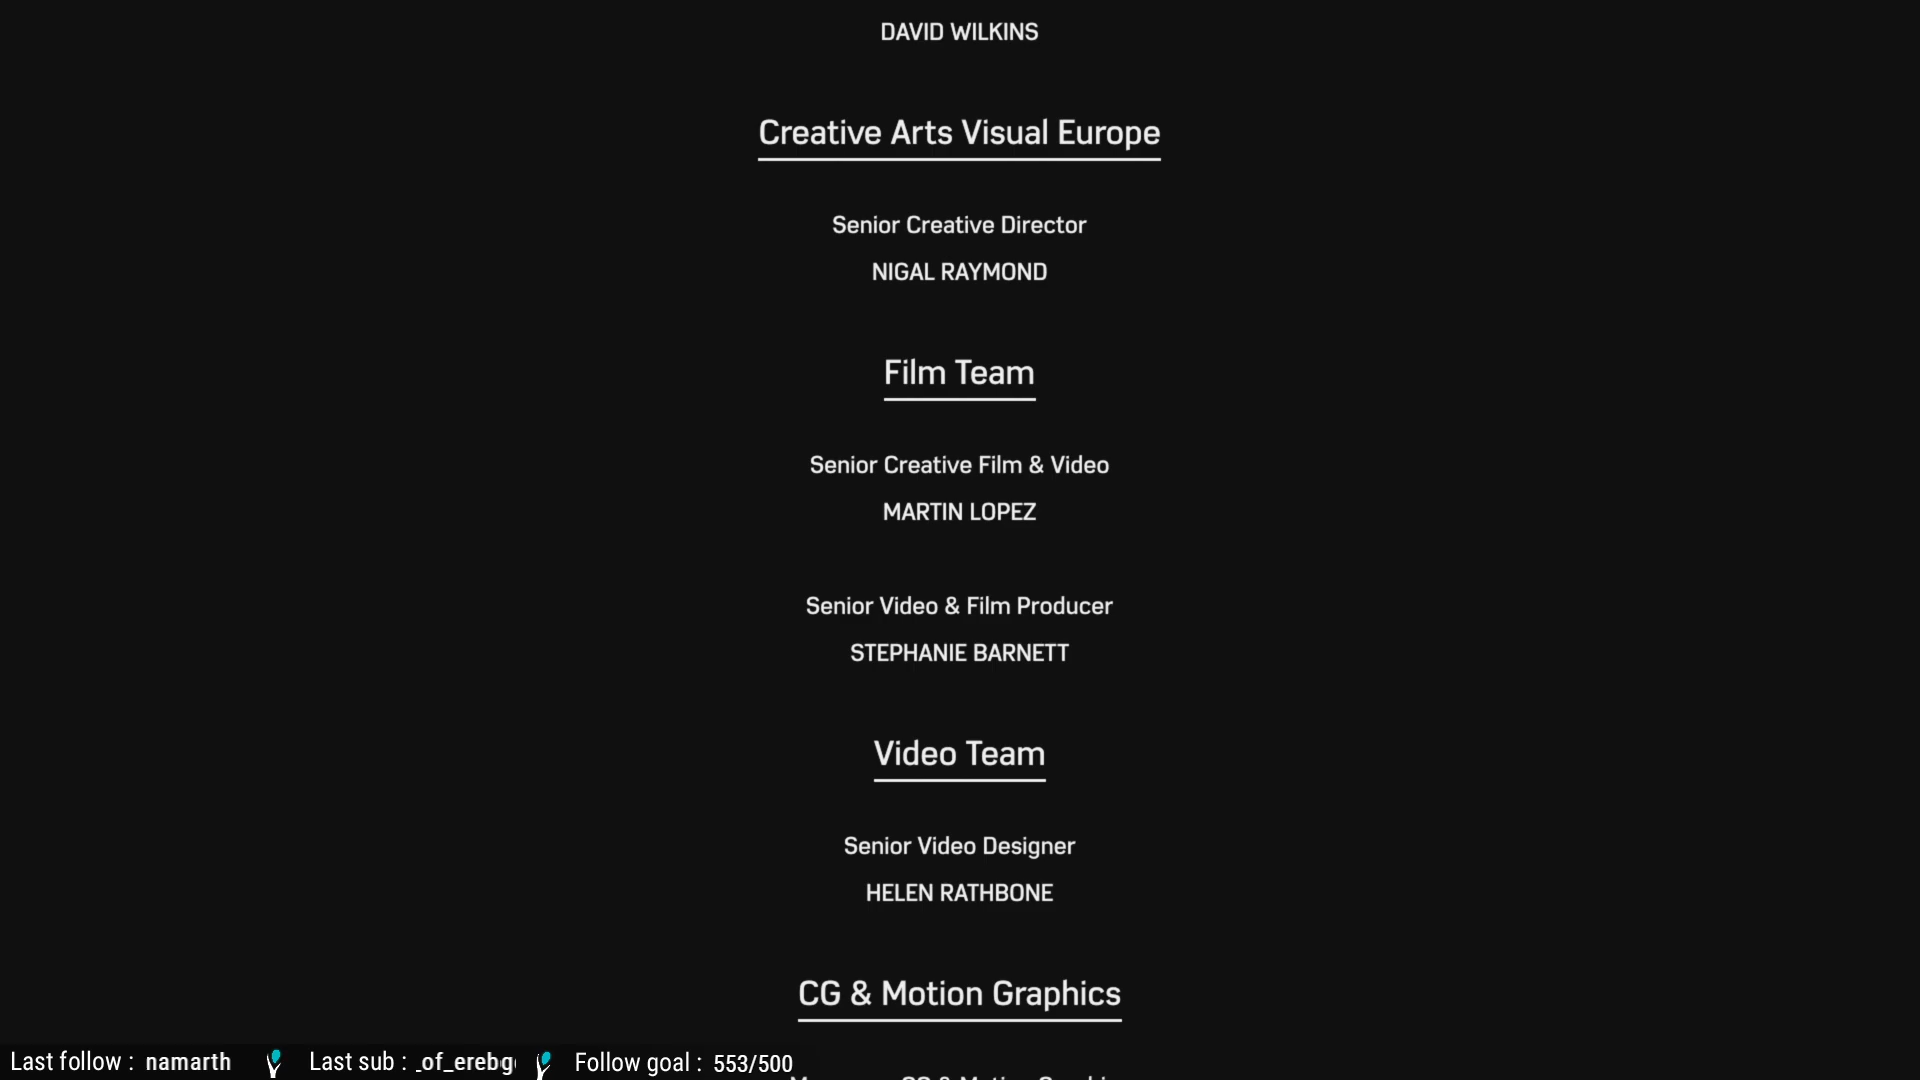 DAVID WILKINS
Creative Arts Visual Europe
Senior Creative Director
NIGAL RAYMOND
Film Team
Senior Creative Film & Video
MARTIN LOPEZ
Senior Video & Film Producer
STEPHANIE BARNETT
Video Team
Senior Video Designer
HELEN RATHBONE
CG & Motion Graphics
Last follow : namarth Last sub : _of_erebg Follow goal : 553/500